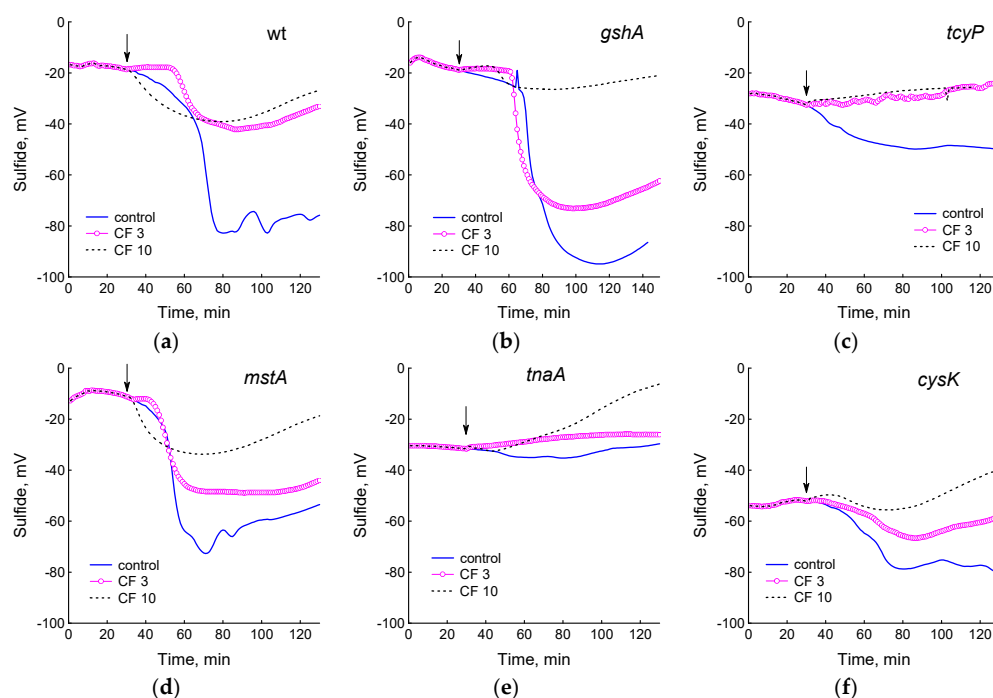 wt
Sulfide, mV
0
-20
-40
-60
-80
-100
control
CF 3
CF 10
0 20 40 60 80 100 120
Time, min
(a)
gshA
Sulfide, mV
0
-20
-40
-60
-80
-100
control
CF 3
CF 10
0 20 40 60 80 100 120 140
Time, min
(b)
tcyP
Sulfide, mV
0
-20
-40
-60
-80
-100
control
CF 3
CF 10
0 20 40 60 80 100 120
Time, min
(c)
mstA
Sulfide, mV
0
-20
-40
-60
-80
-100
control
CF 3
CF 10
0 20 40 60 80 100 120
Time, min
(d)
tnaA
Sulfide, mV
0
-20
-40
-60
-80
-100
control
CF 3
CF 10
0 20 40 60 80 100 120
Time, min
(e)
cysK
Sulfide, mV
0
-20
-40
-60
-80
-100
control
CF 3
CF 10
0 20 40 60 80 100 120
Time, min
(f)